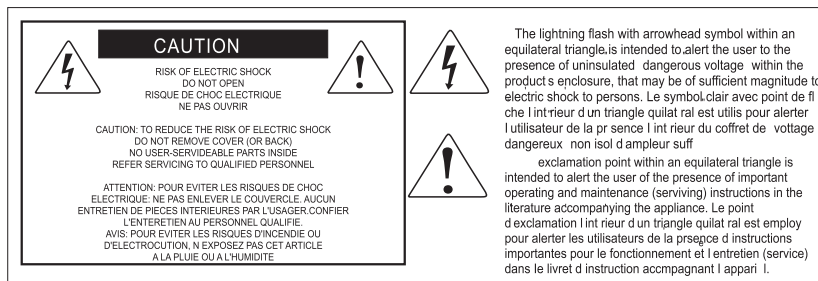 CAUTION
RISK OF ELECTRIC SHOCK
DO NOT OPEN
RISQUE DE CHOC ELECTRIQUE
NE PAS OUVRIR
CAUTION: TO REDUCE THE RISK OF ELECTRIC SHOCK
DO NOT REMOVE COVER (OR BACK)
NO USER-SERVIDEABLE PARTS INSIDE
REFER SERVICING TO QUALIFIED PERSONNEL
ATTENTION: POUR EVITER LES RISQUES DE CHOC
ELECTRIQUE: NE PAS ENLEVER LE COUVERCLE. AUCUN
ENTRETIEN DE PIECES INTERIEURES PAR L'USAGER.CONFIER
L'ENTERETIEN AU PERSONNEL QUALIFIE.
AVIS: POUR EVITER LES RISQUES D'INCENDIE OU
D'ELECTROCUTION, N EXPOSEZ PAS CET ARTICLE
A LA PLUIE OU A L'HUMIDITE
The lightning flash with arrowhead symbol within an
equilateral triangle,is intended to.alert the user to the
presence of uninsulated dangerous voltage within the
product s enclosure, that may be of sufficient magnitude to
electric shock to persons. Le symbol.clair avec point de fl
che l int rieur d un triangle quilat ral est utilis pour alerter
l utilisateur de la pr sence l int rieur du coffret de vottage
dangereux non isol d ampleur suff
exclamation point within an equilateral triangle is
intended to alert the user of the presence of important
operating and maintenance (serviving) instructions in the
literature accompanying the appliance. Le point
d exclamation l int rieur d un triangle quilat ral est employ
pour alerter les utilisateurs de la prsence d instructions
importantes pour le fonctionnement et l entretien (service)
dans le livret d instruction accmpagnant l appari l.